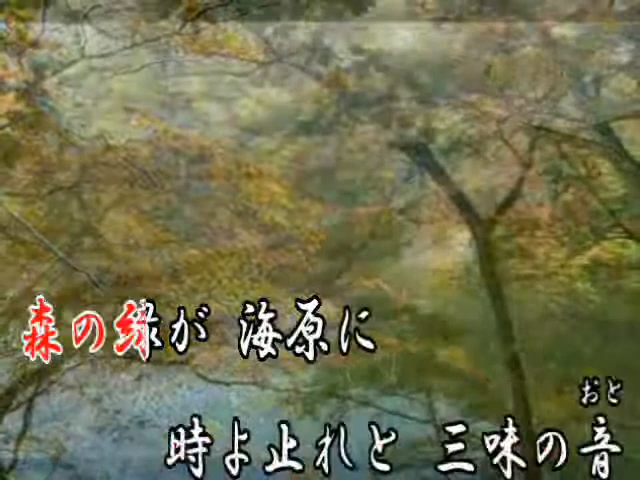 森の緑が 海原に
おと
時よ止れと 三味の音